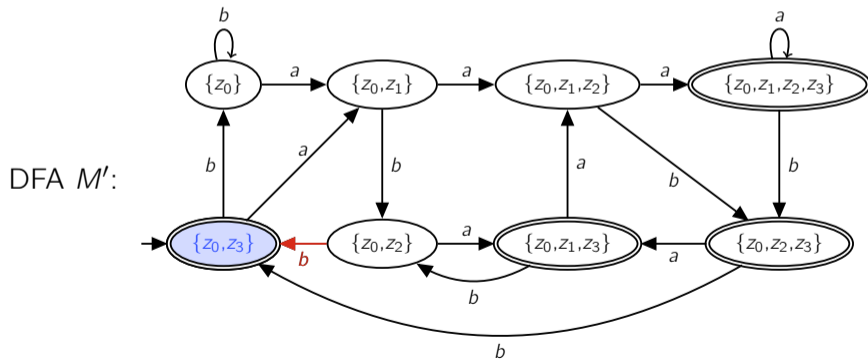 b a
{z0} a {z0,z1} a {z0,z1,z2} a {z0,z1,z2,z3}
b a b a b b
DFA M′:
{z0,z3} b {z0,z2} a {z0,z1,z3} a {z0,z2,z3}
b
b